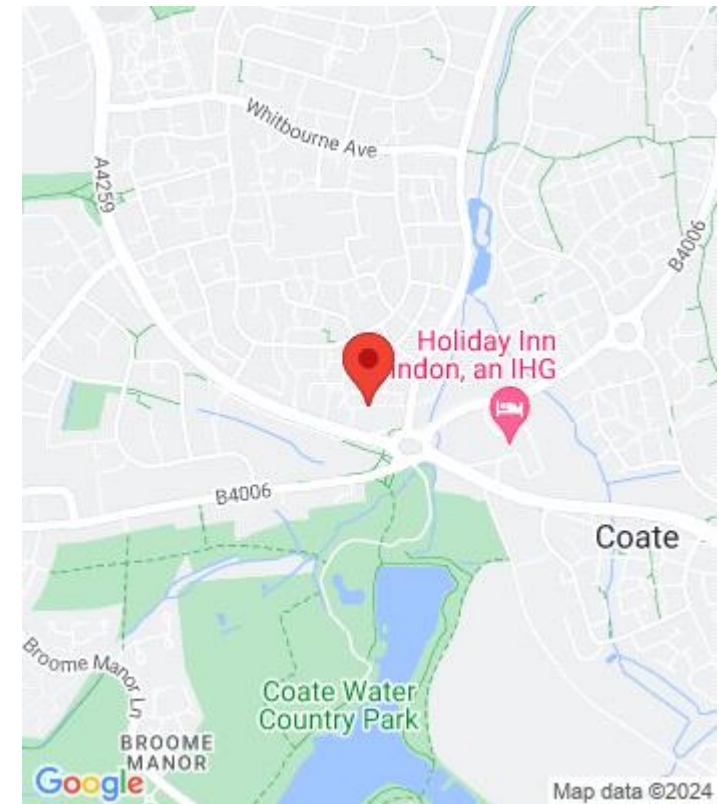 Whitbourne Ave
A4259
B4006
Holiday Inn
indon, an IHG
B4006
Coate
Broome Manor Ln
Coate Water
Country Park
BROOME
MANOR
Google
Map data ©2024